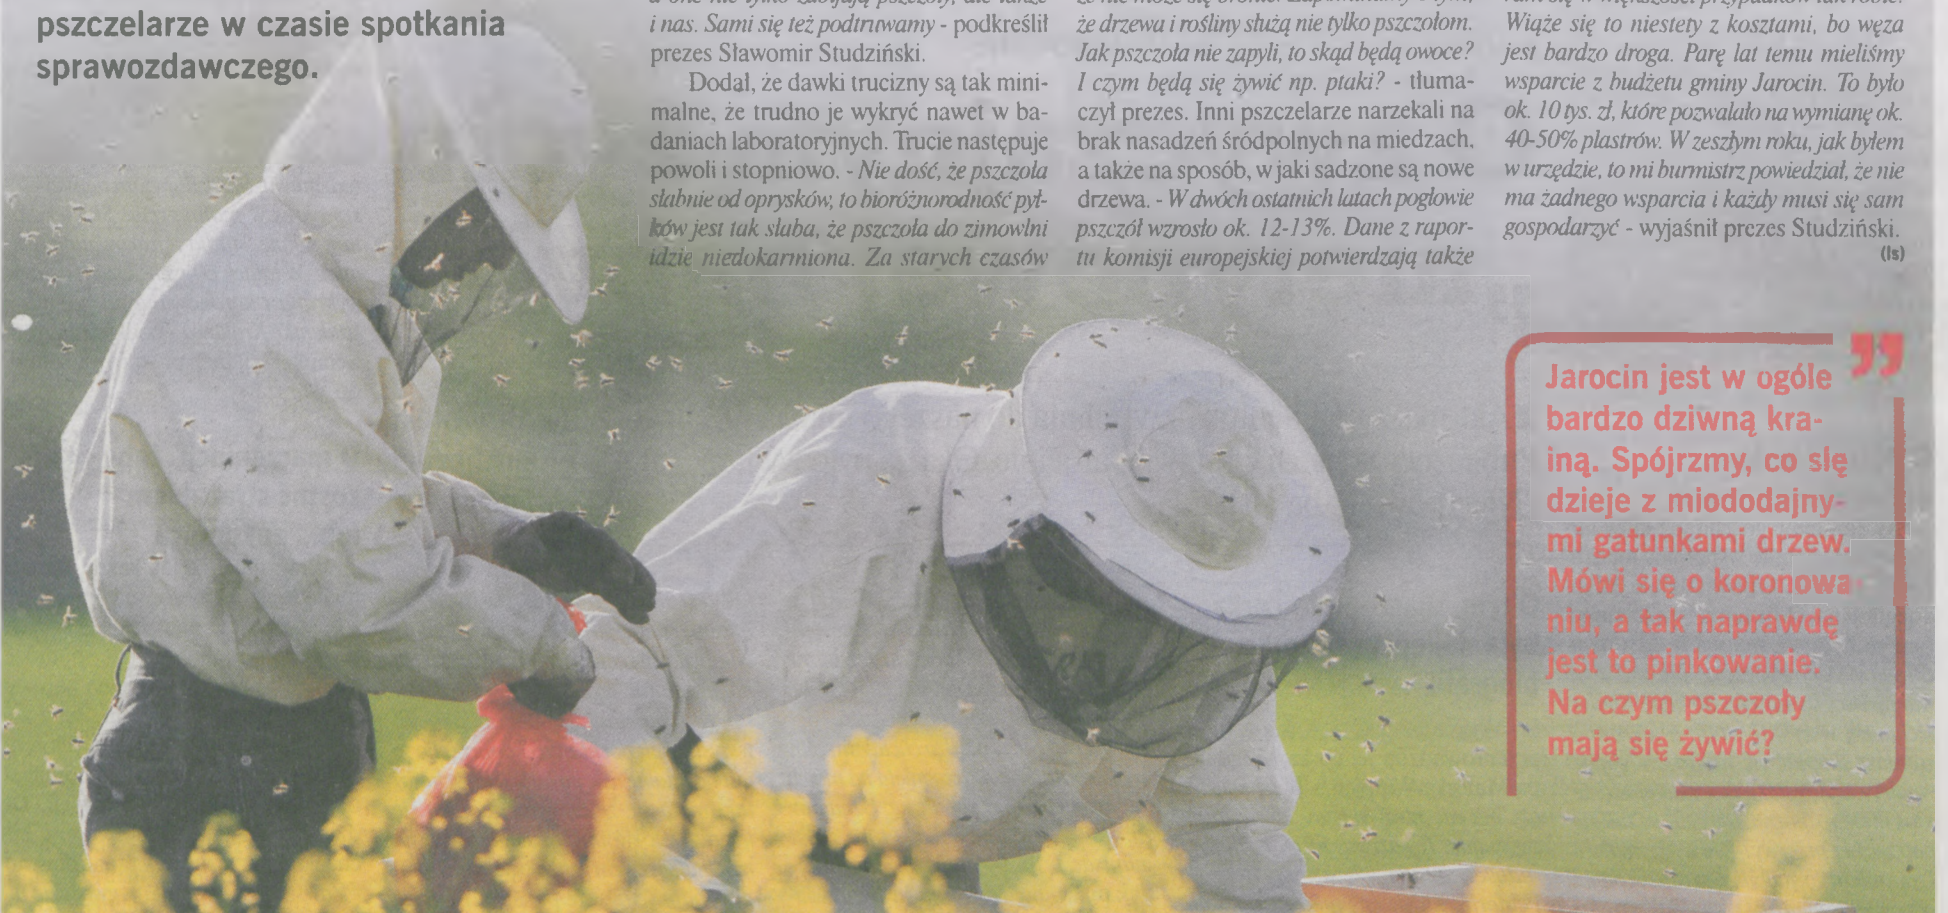 pszczelarze w czasie spotkania
sprawozdawczego.
a one nie tylko zabijają pszczoły, ale także
i nas. Sami się też podtruwamy - podkreślił
prezes Sławomir Studziński.
Dodał, że dawki trucizny są tak mini-
malne, że trudno je wykryć nawet w ba-
daniach laboratoryjnych. Trucie następuje
powoli i stopniowo. - Nie dość, że pszczoła
słabnie od oprysków, to bioróżnorodność pył-
ków jest tak słaba, że pszczoła do zimowlni
idzie niedokarmiona. Za starych czasów
że drzewa i rośliny służą nie tylko pszczołom.
Jak pszczoła nie zapyli, to skąd będą owoce?
I czym będą się żywić np. ptaki? - tłuma-
czył prezes. Inni pszczelarze narzekali na
brak nasadzeń śródpolnych na miedzach,
a także na sposób, w jaki sadzone są nowe
drzewa. - W dwóch ostatnich latach pogłowie
pszczół wzrosło ok. 12-13%. Dane z rapor-
tu komisji europejskiej potwierdzają także
Wiąże się to niestety z kosztami, bo węza
jest bardzo droga. Parę lat temu mieliśmy
wsparcie z budżetu gminy Jarocin. To było
ok. 10 tys. zł, które pozwalało na wymianę ok.
40-50% plastrów. W zeszłym roku, jak byłem
w urzędzie, to mi burmistrz powiedział, że nie
ma żadnego wsparcia i każdy musi się sam
gospodarzyć - wyjaśnił prezes Studziński.
(ls)
”
Jarocin jest w ogóle
bardzo dziwną kra-
iną. Spójrzmy, co się
dzieje z miododajny-
mi gatunkami drzew.
Mówi się o koronowa-
niu, a tak naprawdę
jest to pinkowanie.
Na czym pszczoły
mają się żywić?